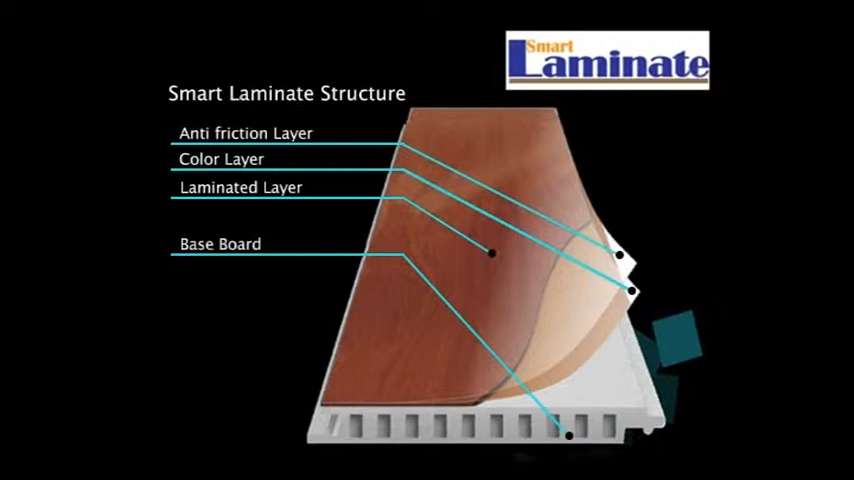 Smart
Laminate
Smart Laminate Structure
Anti friction Layer
Color Layer
Laminated Layer
Base Board